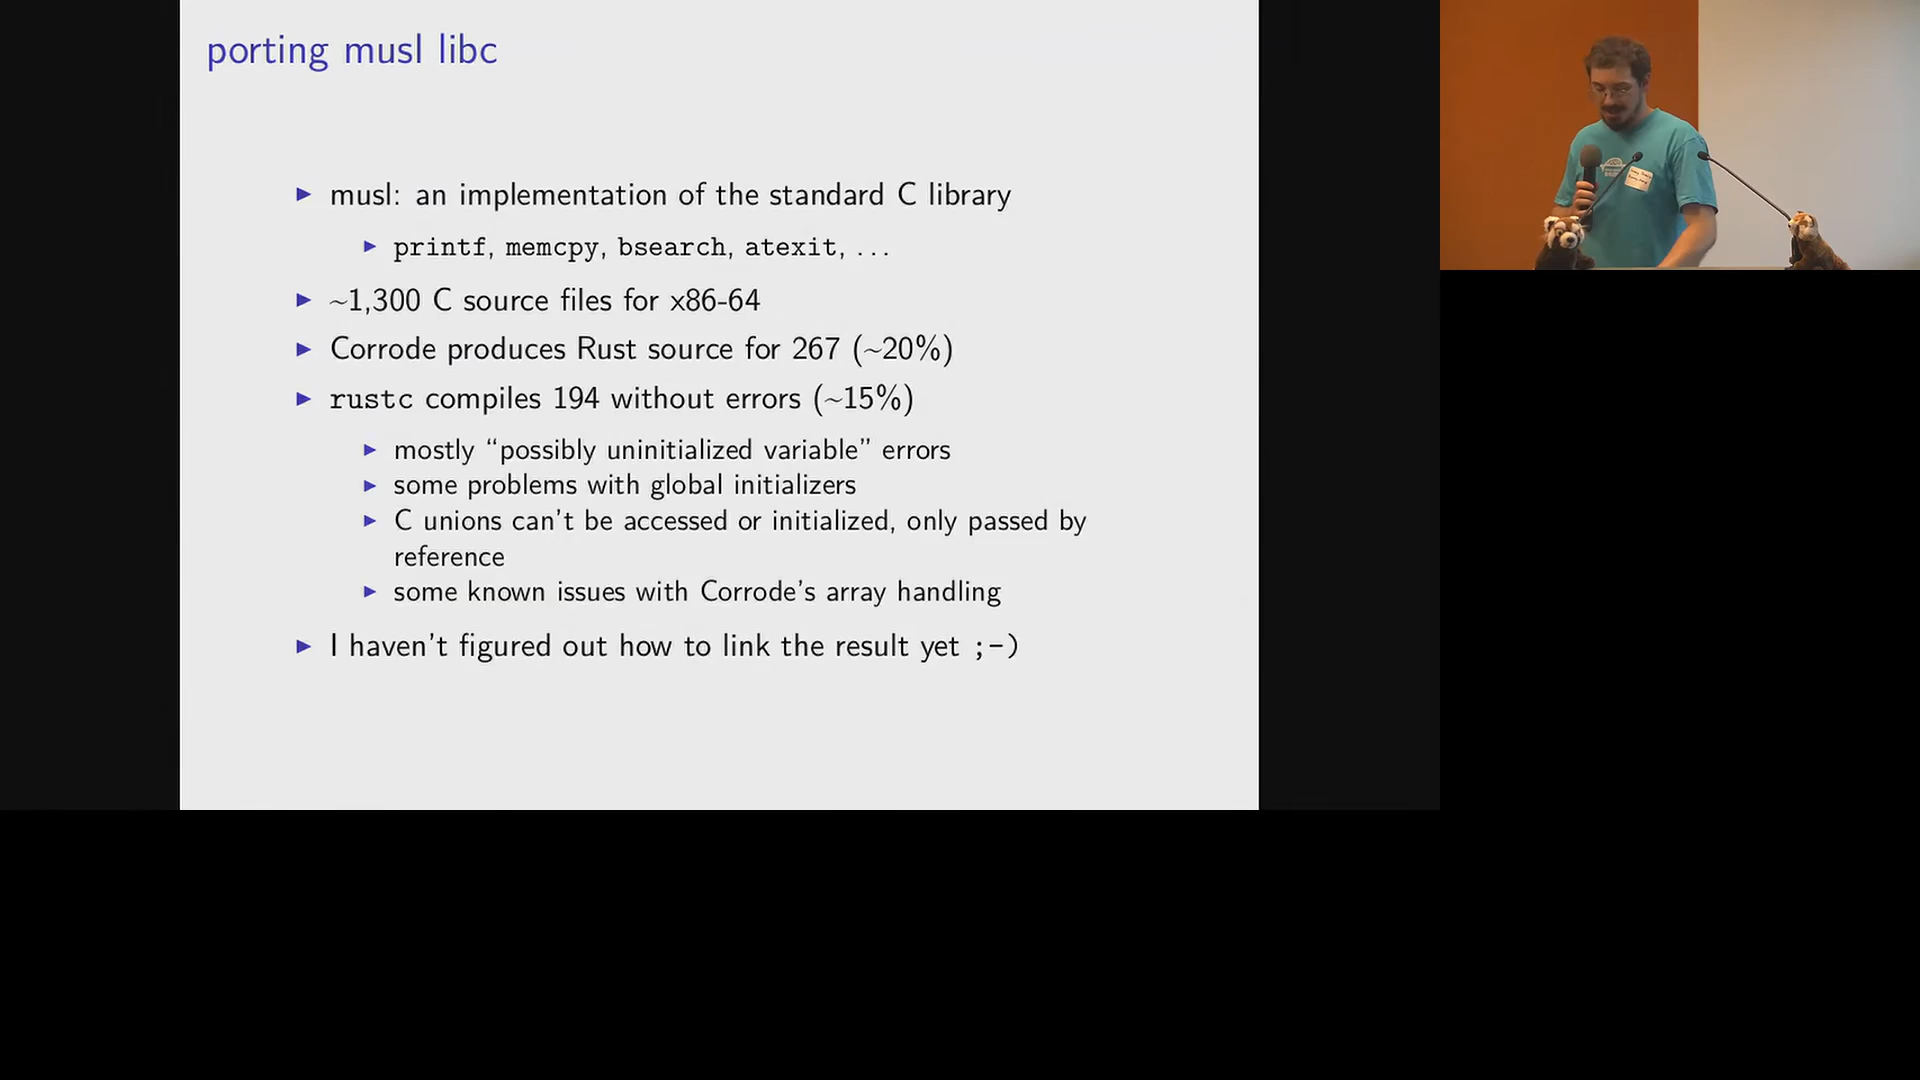 porting musl libc
▶ musl: an implementation of the standard C library
▶ printf, memcpy, bsearch, atexit, ...
▶ ~1,300 C source files for x86-64
▶ Corrode produces Rust source for 267 (~20%)
▶ rustc compiles 194 without errors (~15%)
▶ mostly “possibly uninitialized variable” errors
▶ some problems with global initializers
▶ C unions can't be accessed or initialized, only passed by
reference
▶ some known issues with Corrode's array handling
▶ I haven't figured out how to link the result yet ;-)